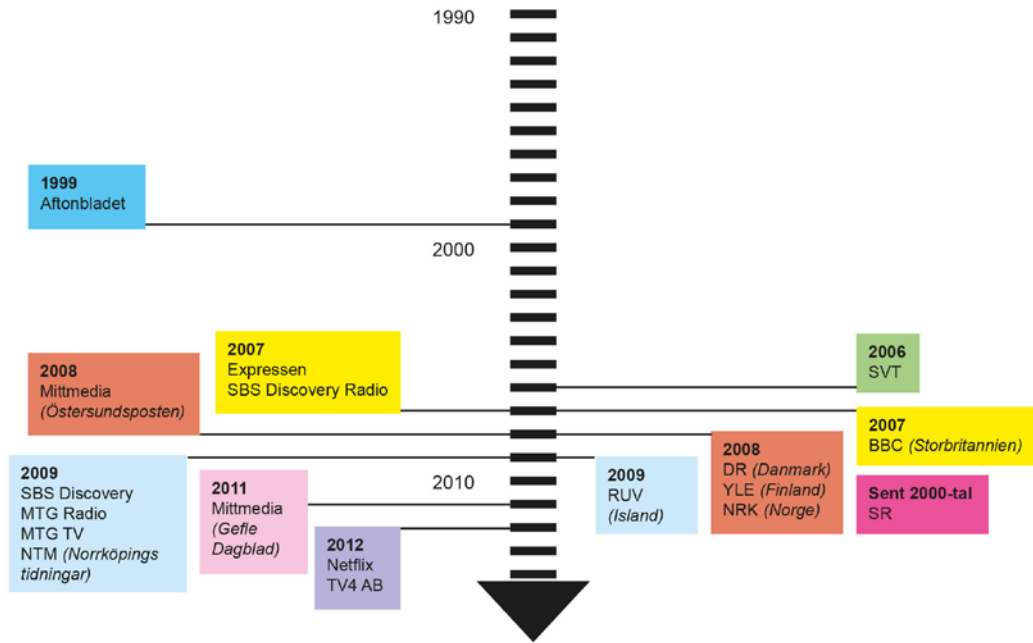 1990
1999
Aftonbladet
2000
2007
Expressen
SBS Discovery Radio
2006
SVT
2008
Mittmedia
(Östersundsposten)
2007
BBC (Storbritannien)
2009
SBS Discovery
MTG Radio
MTG TV
NTM (Norrköpings
tidningar)
2011
Mittmedia
(Gefle
Dagblad)
2010
2012
Netflix
TV4 AB
2009
RUV
(Island)
2008
DR (Danmark)
YLE (Finland)
NRK (Norge)
Sent 2000-tal
SR